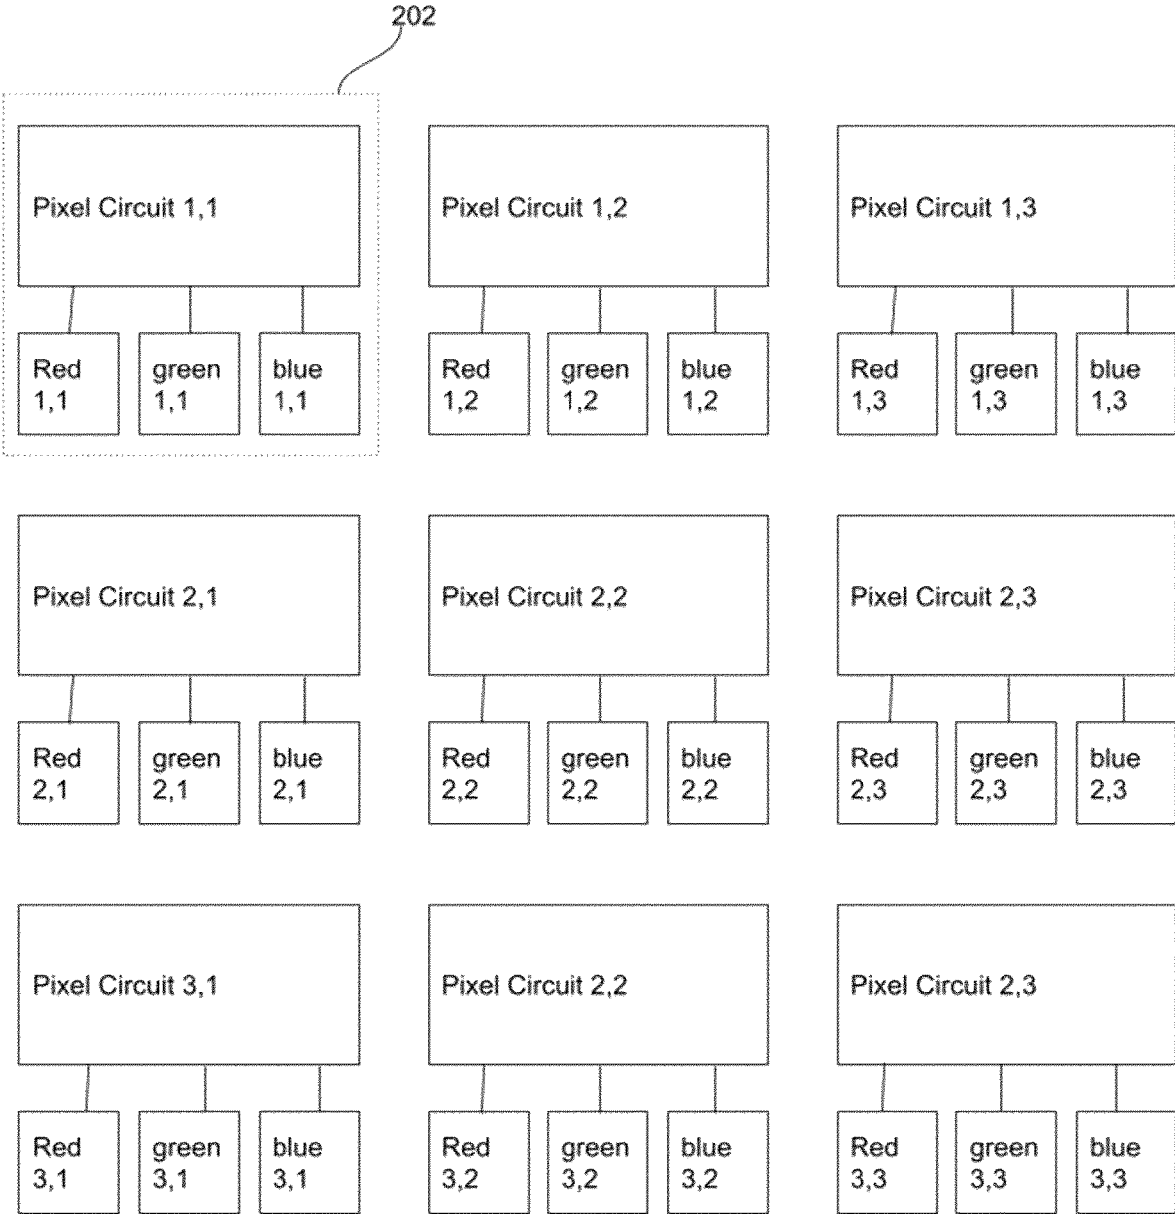 202
Pixel Circuit 1,1
Pixel Circuit 1,2
Pixel Circuit 1,3
Red
1,1
green
1,1
blue
1,1
Red
1,2
green
1,2
blue
1,2
Red
1,3
green
1,3
blue
1,3
Pixel Circuit 2,1
Pixel Circuit 2,2
Pixel Circuit 2,3
Red
2,1
green
2,1
blue
2,1
Red
2,2
green
2,2
blue
2,2
Red
2,3
green
2,3
blue
2,3
Pixel Circuit 3,1
Pixel Circuit 2,2
Pixel Circuit 2,3
Red
3,1
green
3,1
blue
3,1
Red
3,2
green
3,2
blue
3,2
Red
3,3
green
3,3
blue
3,3